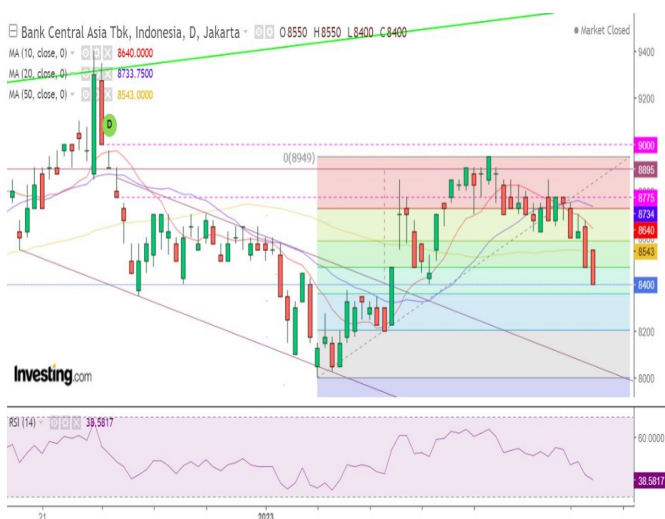 Bank Central Asia Tbk, Indonesia, D, Jakarta O8550 H8550 L8400 C8400
Market Closed
MA (10, close, 0) 8640.0000
MA (20, close, 0) 8733.7500
MA (50, close, 0) 8543.0000
D
0(8949)
9400
9200
9000
8895
8775
8734
8640
8543
8400
8200
8000
Investing.com
RSI (14) 38.5817
60.0000
38.5817
21
2023